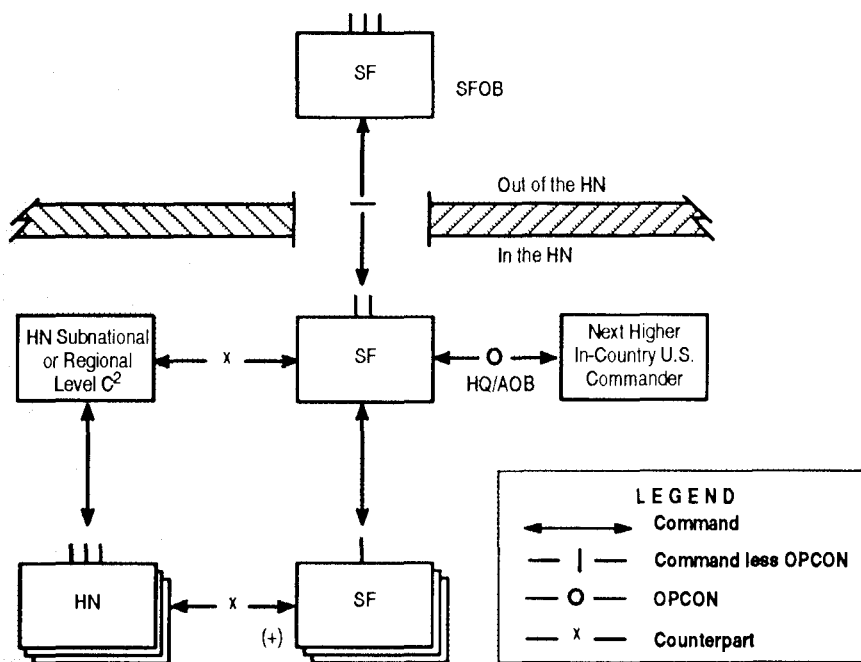 SF
SFOB
Out of the HN
In the HN
HN Subnational
or Regional
Level C²
x
SF
HQ/AOB
Next Higher
In-Country U.S.
Commander
HN
x
(+)
SF
LEGEND
Command
Command less OPCON
OPCON
x
Counterpart